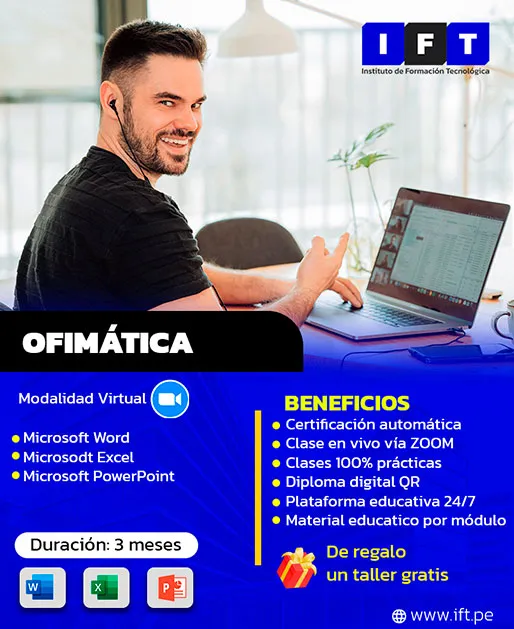 IFT
Instituto de Formación Tecnológica
OFIMÁTICA
Modalidad Virtual
Microsoft Word
Microsodt Excel
Microsoft PowerPoint
Duración: 3 meses
W
X
P
BENEFICIOS
Certificación automática
Clase en vivo vía ZOOM
Clases 100% prácticas
Diploma digital QR
Plataforma educativa 24/7
Material educatico por módulo
De regalo
un taller gratis
www.ift.pe